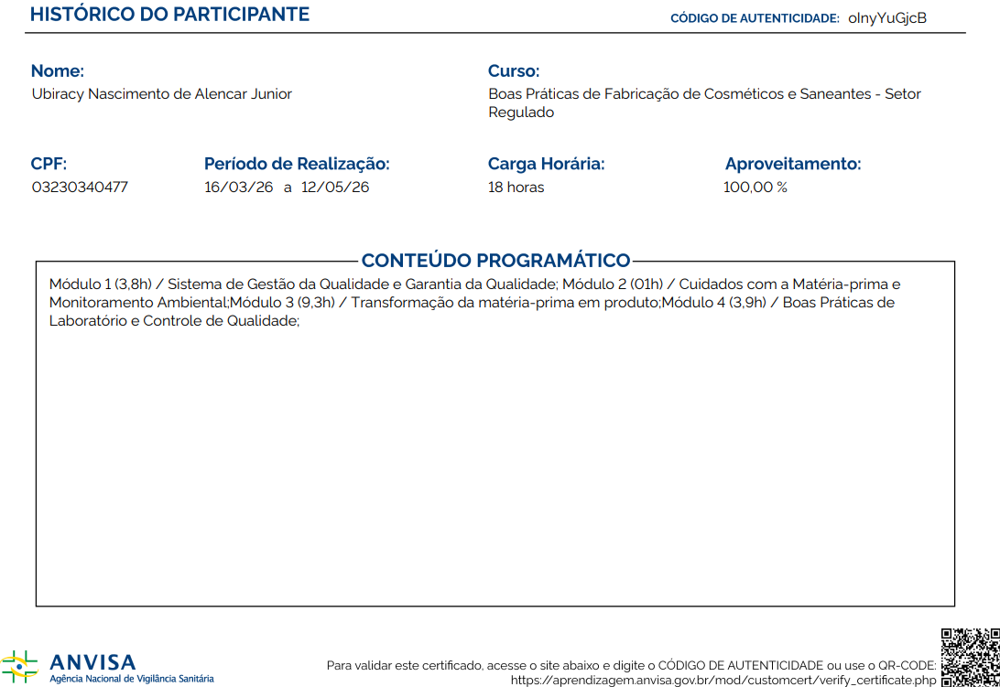 HISTÓRICO DO PARTICIPANTE
CÓDIGO DE AUTENTICIDADE: oInyYuGjcB
Nome:
Ubiracy Nascimento de Alencar Junior
Curso:
Boas Práticas de Fabricação de Cosméticos e Saneantes - Setor
Regulado
CPF:
03230340477
Período de Realização:
16/03/26 a 12/05/26
Carga Horária:
18 horas
Aproveitamento:
100,00 %
CONTEÚDO PROGRAMÁTICO
Módulo 1 (3,8h) / Sistema de Gestão da Qualidade e Garantia da Qualidade; Módulo 2 (01h) / Cuidados com a Matéria-prima e
Monitoramento Ambiental;Módulo 3 (9,3h) / Transformação da matéria-prima em produto;Módulo 4 (3,9h) / Boas Práticas de
Laboratório e Controle de Qualidade;
ANVISA
Agência Nacional de Vigilância Sanitária
Para validar este certificado, acesse o site abaixo e digite o CÓDIGO DE AUTENTICIDADE ou use o QR-CODE:
https://aprendizagem.anvisa.gov.br/mod/customcert/verify_certificate.php